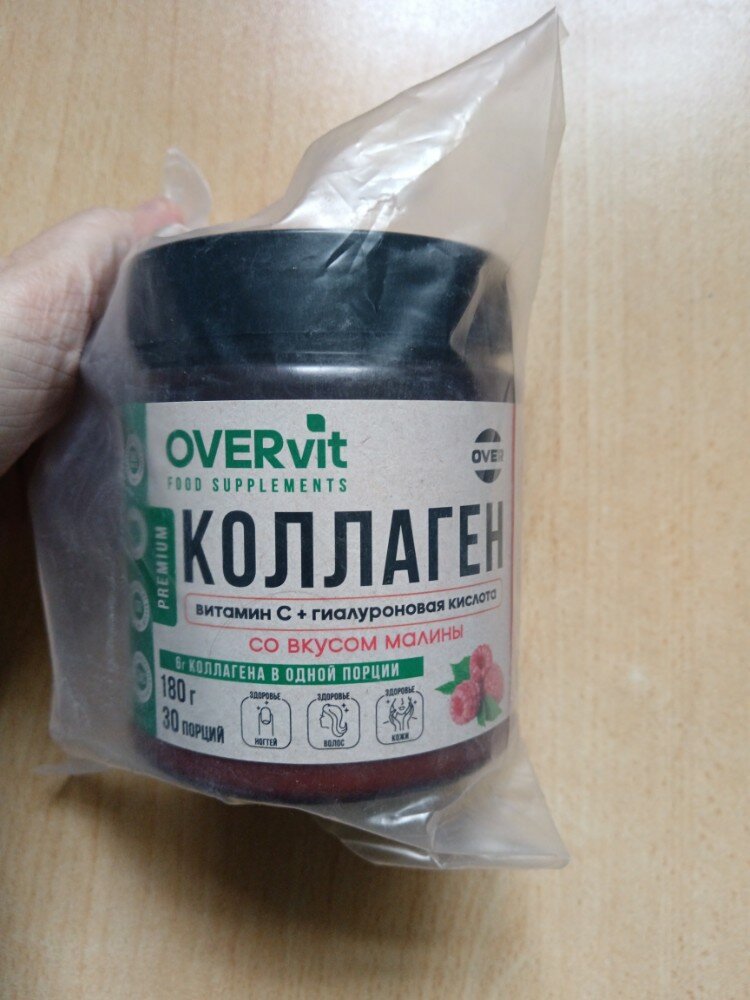 OVERvit
FOOD SUPPLEMENTS
OVER
PREMIUM
КОЛЛАГЕН
витамин С + гиалуроновая кислота
со вкусом малины
6г КОЛЛАГЕНА В ОДНОЙ ПОРЦИИ
180 г
30 порций
ЗДОРОВЬЕ
НОГТЕЙ
ЗДОРОВЬЕ
ВОЛОС
ЗДОРОВЬЕ
КОЖИ